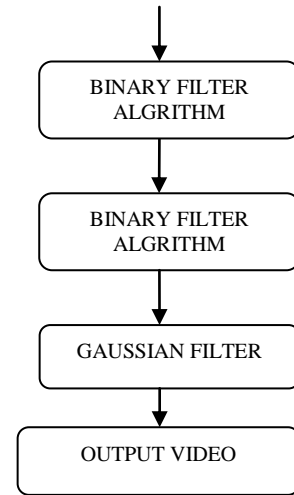 BINARY FILTER
ALGRITHM
BINARY FILTER
ALGRITHM
GAUSSIAN FILTER
OUTPUT VIDEO